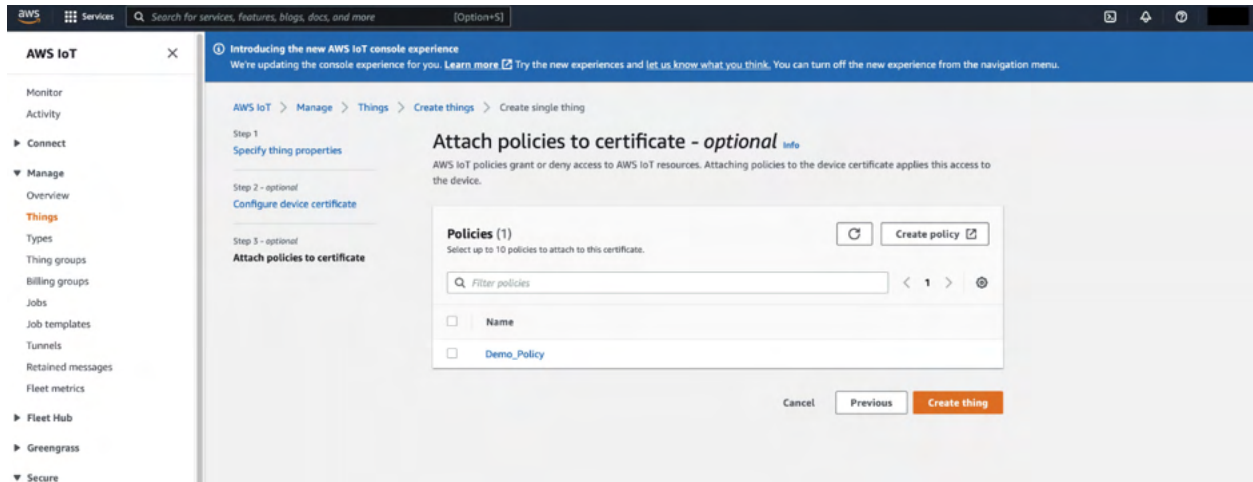 aws
Services
Search for services, features, blogs, docs, and more
[Option+S]
AWS IoT
Monitor
Activity
Connect
Manage
Overview
Things
Types
Thing groups
Billing groups
Jobs
Job templates
Tunnels
Retained messages
Fleet metrics
Fleet Hub
Greengrass
Secure
Introducing the new AWS IoT console experience
We're updating the console experience for you. Learn more Try the new experiences and let us know what you think. You can turn off the new experience from the navigation menu.
AWS IoT > Manage > Things > Create things > Create single thing
Step 1
Specify thing properties
Step 2 - optional
Configure device certificate
Step 3 - optional
Attach policies to certificate
Attach policies to certificate - optional Info
AWS IoT policies grant or deny access to AWS IoT resources. Attaching policies to the device certificate applies this access to
the device.
Policies (1)
Select up to 10 policies to attach to this certificate.
Create policy
Filter policies
< 1 >
Name
Demo_Policy
Cancel
Previous
Create thing